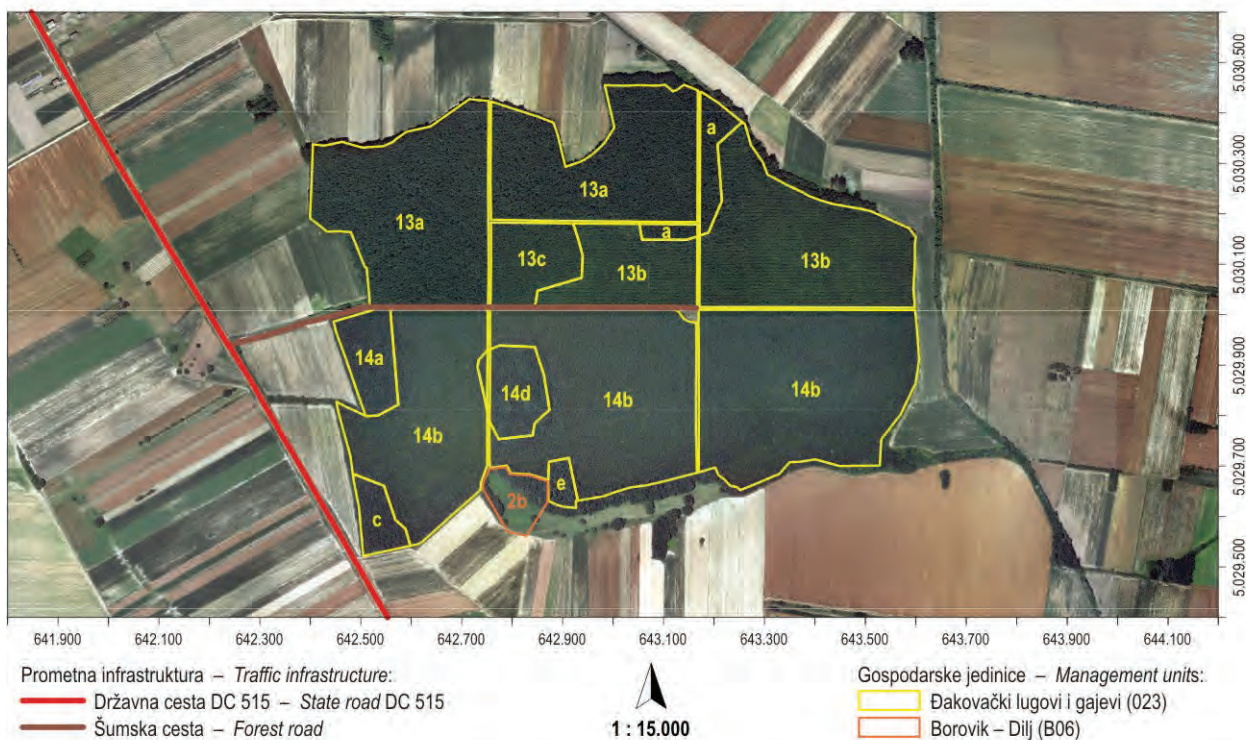 5.030.500
a
13a
5.030.300
13a
a
13c
13b
13b
5.030.100
14a
5.029.900
14d
14b
14b
14b
5.029.700
e
2b
c
5.029.500
641.900 642.100 642.300 642.500 642.700 642.900 643.100 643.300 643.500 643.700 643.900 644.100
Prometna infrastruktura – Traffic infrastructure:
Državna cesta DC 515 – State road DC 515
Šumska cesta – Forest road
1 : 15.000
Gospodarske jedinice – Management units:
Đakovački lugovi i gajevi (023)
Borovik – Dilj (B06)